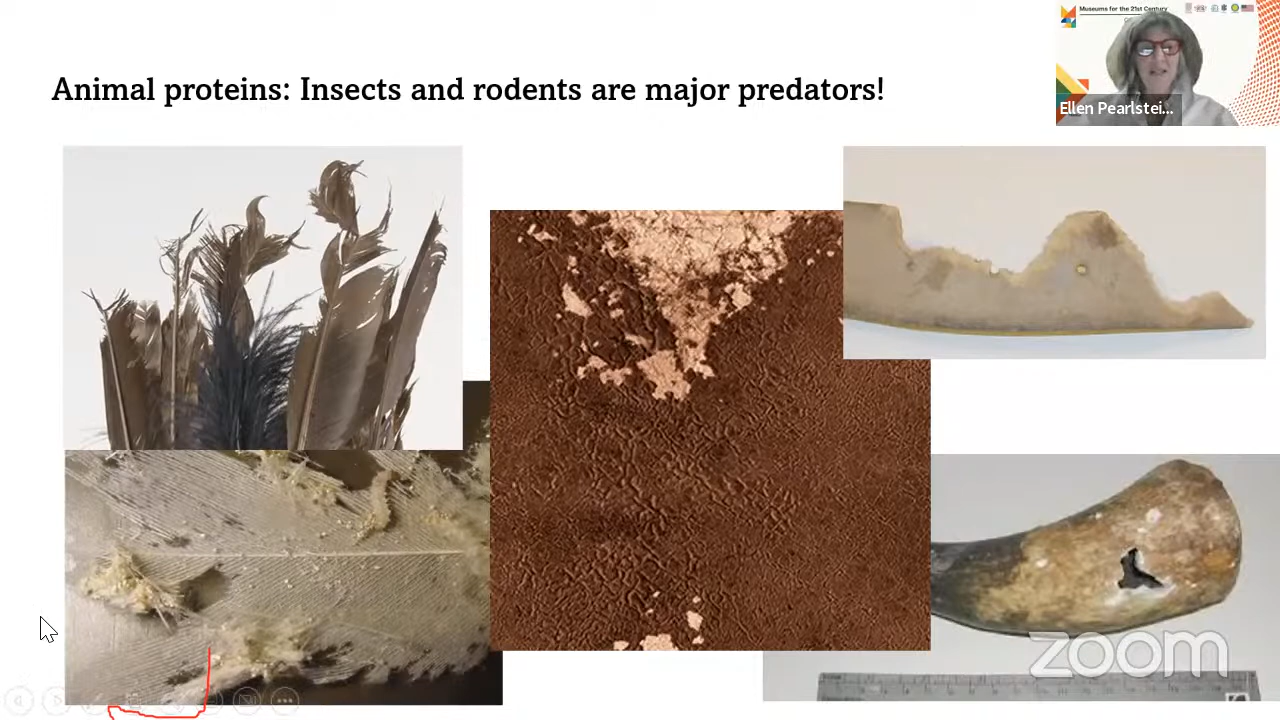 Museums for the 21st Century
Animal proteins: Insects and rodents are major predators!
Ellen Pearlstei...
zoom